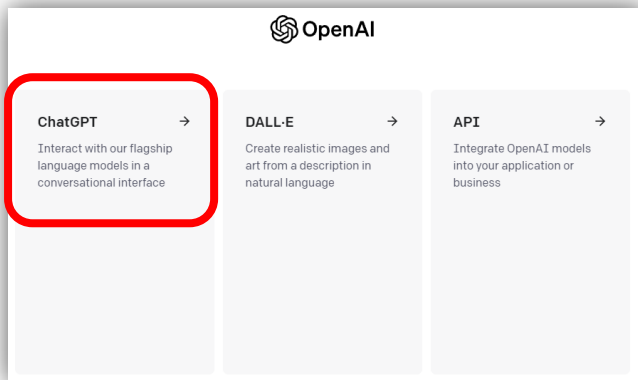 OpenAI
ChatGPT →
Interact with our flagship
language models in a
conversational interface
DALL·E →
Create realistic images and
art from a description in
natural language
API →
Integrate OpenAI models
into your application or
business